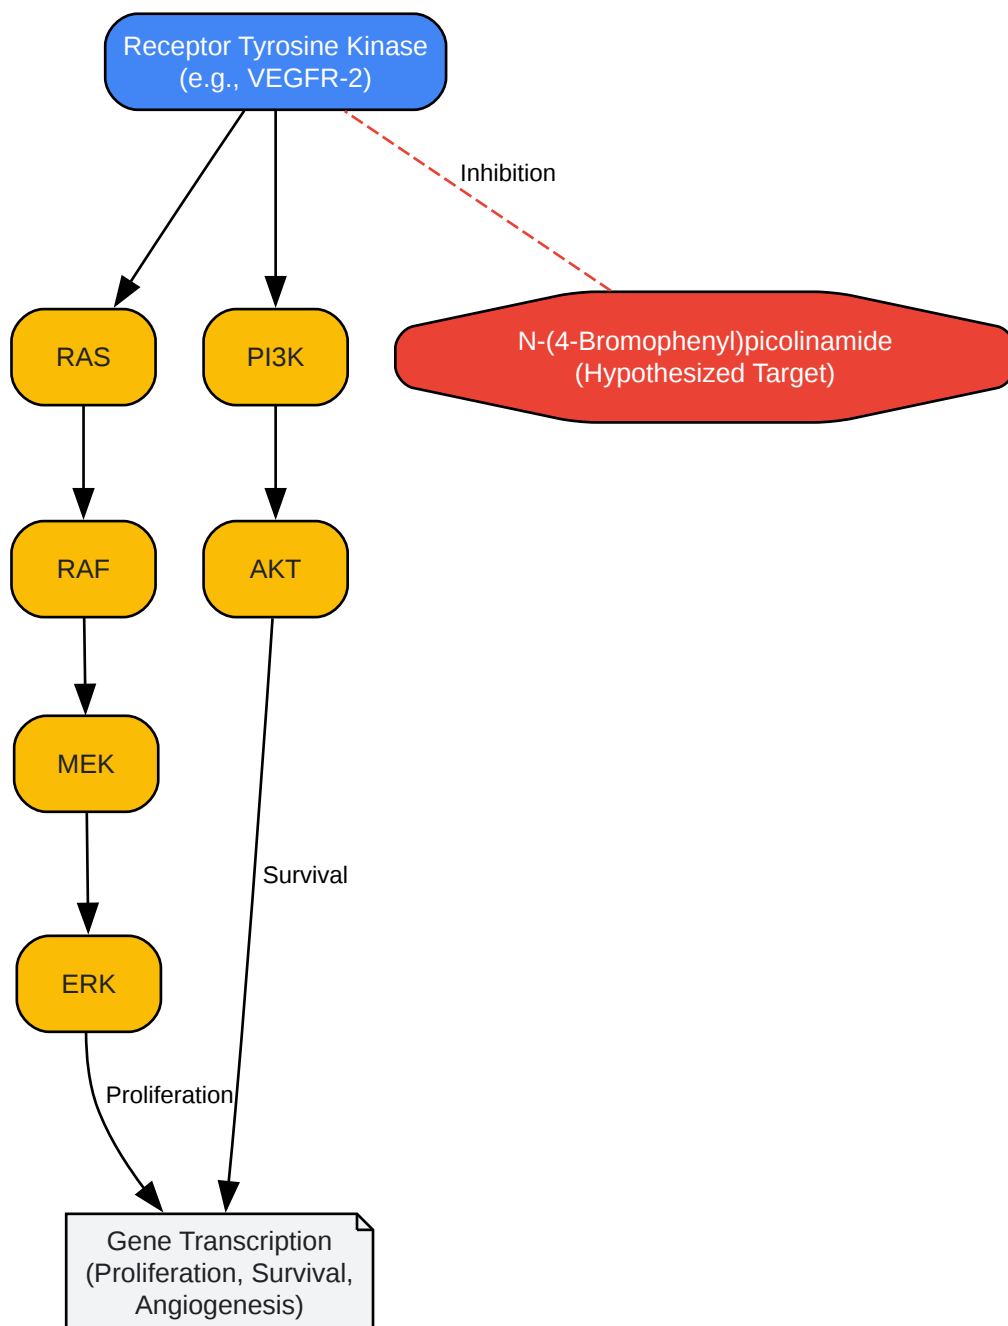 Receptor Tyrosine Kinase
(e.g., VEGFR-2)
Inhibition
RAS
PI3K
N-(4-Bromophenyl)picolinamide
(Hypothesized Target)
RAF
AKT
MEK
Survival
ERK
Proliferation
Gene Transcription
(Proliferation, Survival,
Angiogenesis)